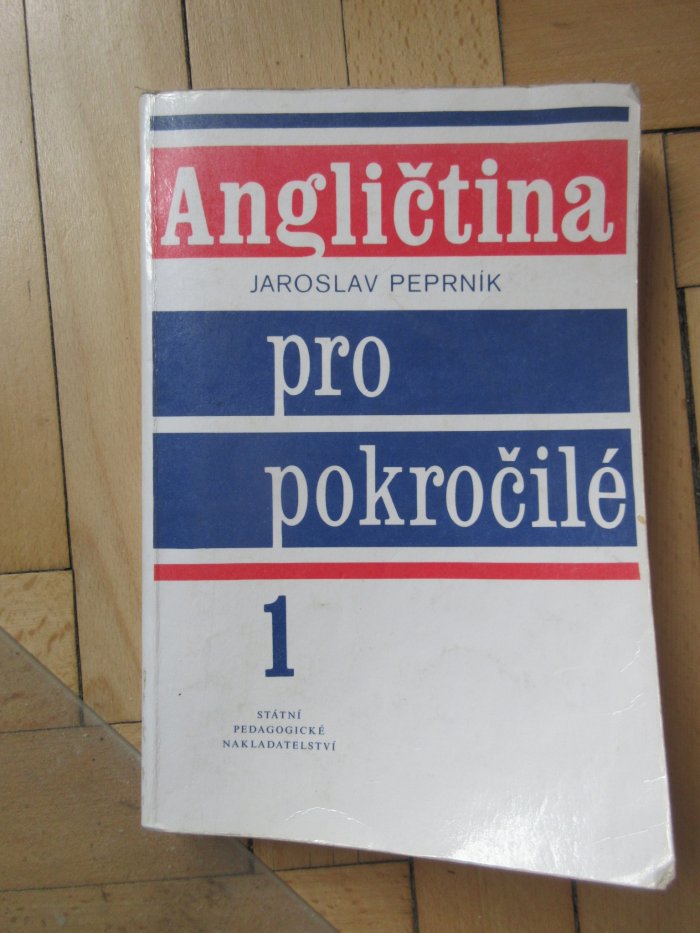 Angličtina
JAROSLAV PEPRNÍK
pro
pokročilé
1
STÁTNÍ
PEDAGOGICKÉ
NAKLADATELSTVÍ